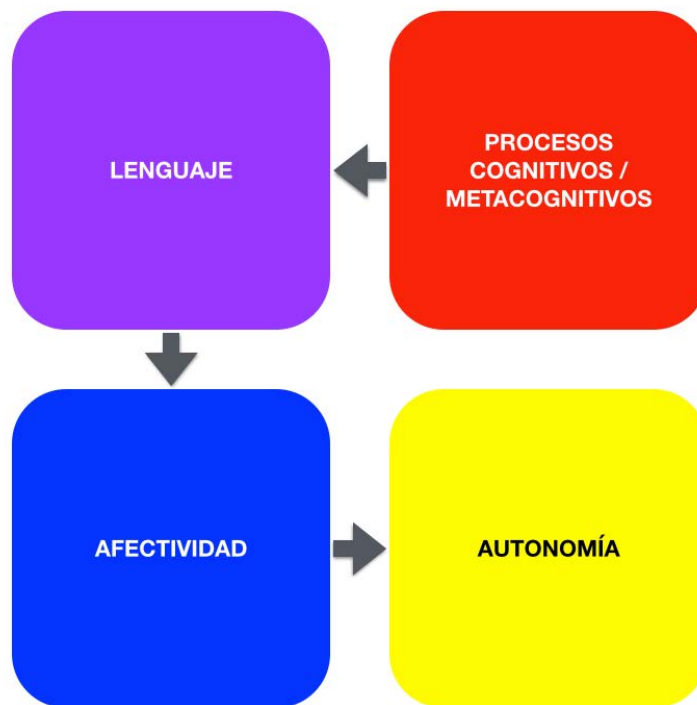 LENGUAJE
PROCESOS
COGNITIVOS /
METACOGNITIVOS
AFECTIVIDAD
AUTONOMÍA